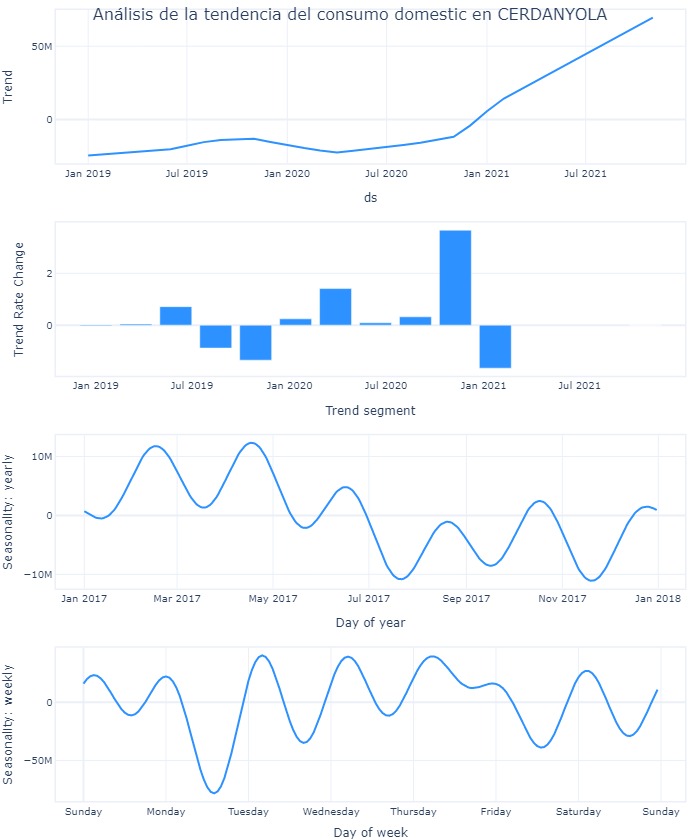 Análisis de la tendencia del consumo domestic en CERDANYOLA
50M
0
Trend
Jan 2019 Jul 2019 Jan 2020 Jul 2020 Jan 2021 Jul 2021
ds
2
0
Trend Rate Change
Jan 2019 Jul 2019 Jan 2020 Jul 2020 Jan 2021 Jul 2021
Trend segment
10M
0
−10M
Seasonality: yearly
Jan 2017 Mar 2017 May 2017 Jul 2017 Sep 2017 Nov 2017 Jan 2018
Day of year
0
−50M
Seasonality: weekly
Sunday Monday Tuesday Wednesday Thursday Friday Saturday Sunday
Day of week